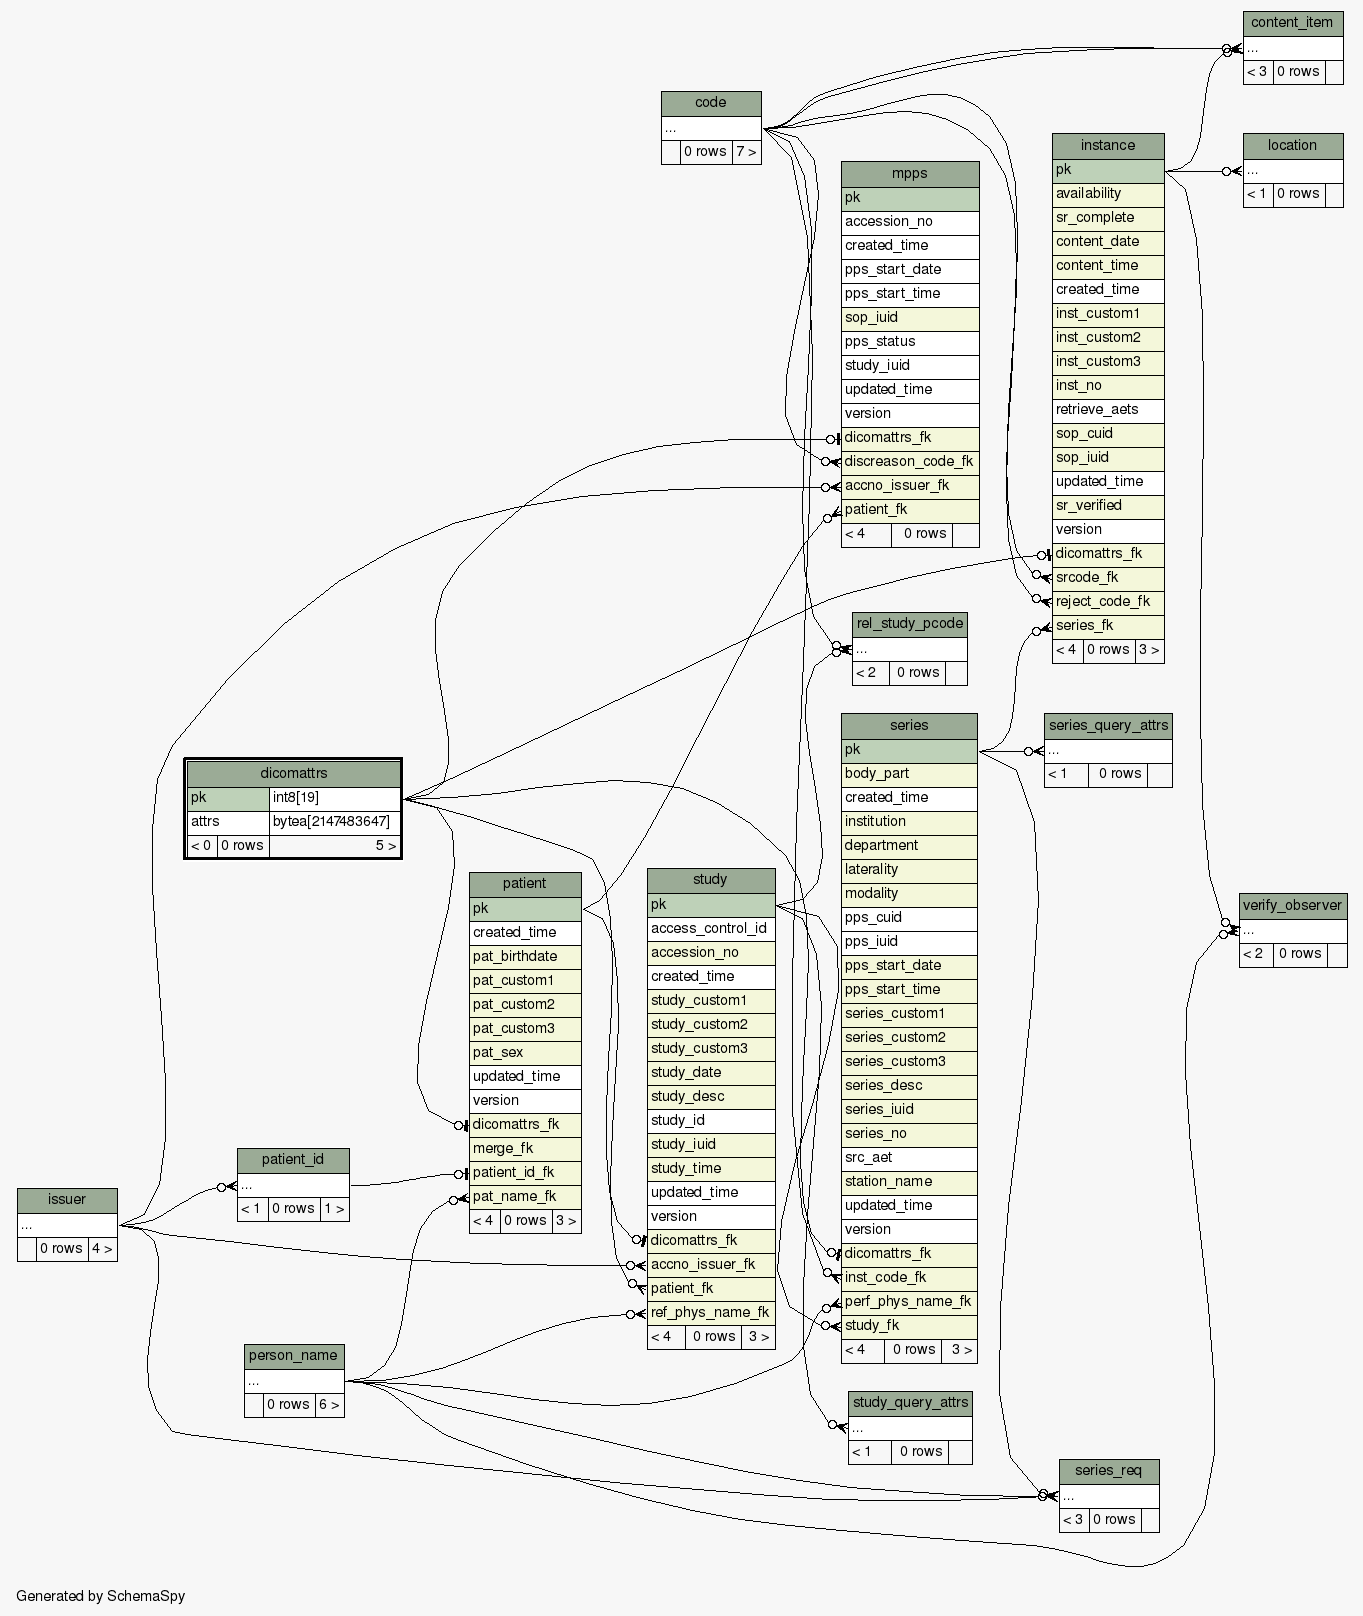 content_item
...
< 3 0 rows
code
...
0 rows 7 >
instance
pk
availability
sr_complete
content_date
content_time
created_time
inst_custom1
inst_custom2
inst_custom3
inst_no
retrieve_aets
sop_cuid
sop_iuid
updated_time
sr_verified
version
dicomattrs_fk
srcode_fk
reject_code_fk
series_fk
< 4 0 rows 3 >
location
...
< 1 0 rows
mpps
pk
accession_no
created_time
pps_start_date
pps_start_time
sop_iuid
pps_status
study_iuid
updated_time
version
dicomattrs_fk
discreason_code_fk
accno_issuer_fk
patient_fk
< 4 0 rows
rel_study_pcode
...
< 2 0 rows
series
pk
body_part
created_time
institution
department
laterality
modality
pps_cuid
pps_iuid
pps_start_date
pps_start_time
series_custom1
series_custom2
series_custom3
series_desc
series_iuid
series_no
src_aet
station_name
updated_time
version
dicomattrs_fk
inst_code_fk
perf_phys_name_fk
study_fk
< 4 0 rows 3 >
series_query_attrs
...
< 1 0 rows
dicomattrs
pk int8[19]
attrs bytea[2147483647]
< 0 0 rows 5 >
patient
pk
created_time
pat_birthdate
pat_custom1
pat_custom2
pat_custom3
pat_sex
updated_time
version
dicomattrs_fk
merge_fk
patient_id_fk
pat_name_fk
< 4 0 rows 3 >
study
pk
access_control_id
accession_no
created_time
study_custom1
study_custom2
study_custom3
study_date
study_desc
study_id
study_iuid
study_time
updated_time
version
dicomattrs_fk
accno_issuer_fk
patient_fk
ref_phys_name_fk
< 4 0 rows 3 >
verify_observer
...
< 2 0 rows
patient_id
...
< 1 0 rows 1 >
issuer
...
0 rows 4 >
person_name
...
0 rows 6 >
study_query_attrs
...
< 1 0 rows
series_req
...
< 3 0 rows
Generated by SchemaSpy